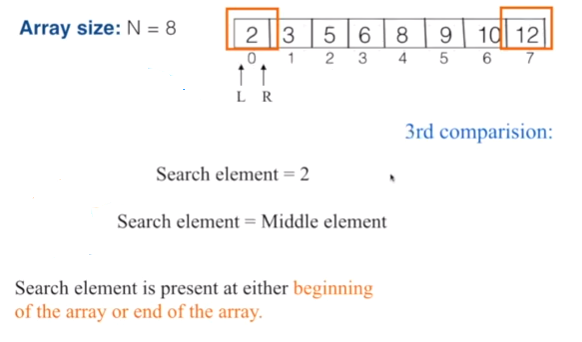 Array size: N = 8
2 3 5 6 8 9 10 12
0 1 2 3 4 5 6 7
L R
3rd comparision:
Search element = 2
Search element = Middle element
Search element is present at either beginning
of the array or end of the array.